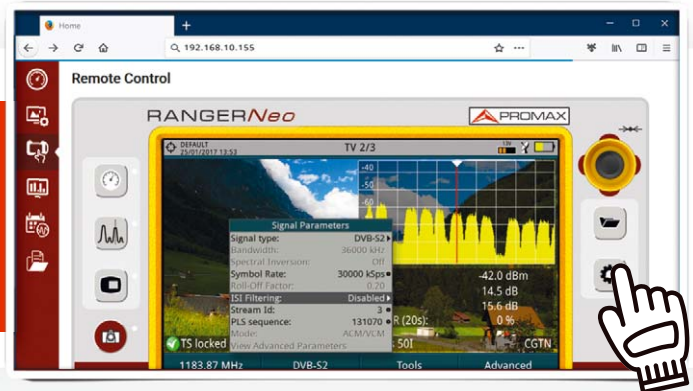 Home
192.168.10.155
Remote Control
RANGERNeo
PROMAX
DEFAULT
25/01/2017 13:53
TV 2/3
13V
-40
-50
-60
Signal Parameters
Signal type: DVB-S2
Bandwidth: 36000 kHz
Spectral Inversion: Off
Symbol Rate: 30000 kSps
Roll-Off Factor: 0.20
ISI Filtering: Disabled
Stream Id: 3
PLS sequence: 131070
Mode: ACM/VCM
View Advanced Parameters
-42.0 dBm
14.5 dB
15.6 dB
R (20s): 0 %
TS locked
501
CGTN
1183.87 MHz DVB-S2 Tools Advanced